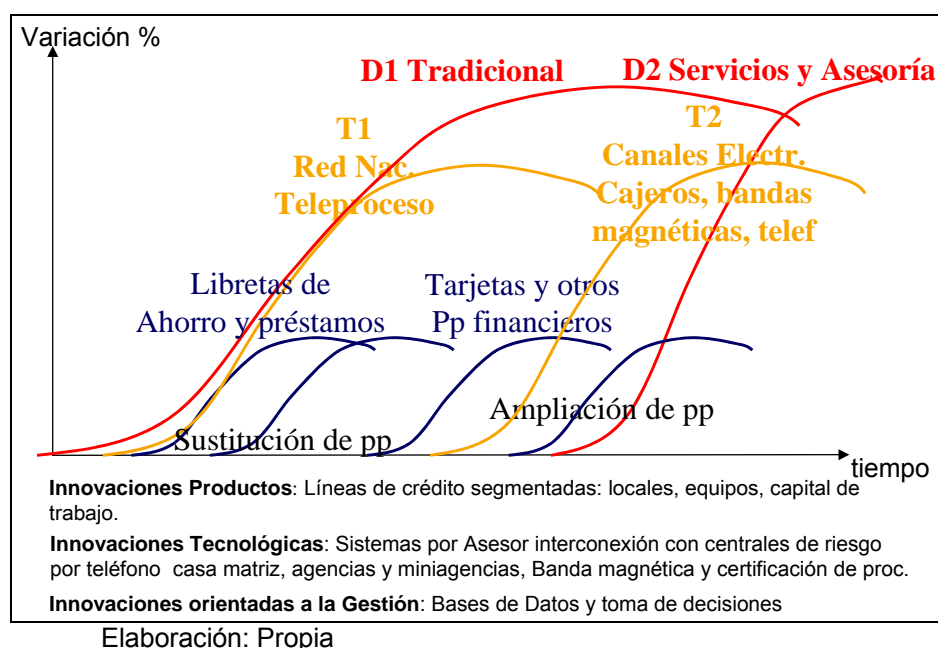 Variación %
D1 Tradicional
D2 Servicios y Asesoría
T1
Red Nac.
Teleproceso
T2
Canales Electr.
Cajeros, bandas
magnéticas, telef
Libretas de
Ahorro y préstamos
Tarjetas y otros
Pp financieros
Ampliación de pp
Sustitución de pp
tiempo
Innovaciones Productos: Líneas de crédito segmentadas: locales, equipos, capital de
trabajo.
Innovaciones Tecnológicas: Sistemas por Asesor interconexión con centrales de riesgo
por teléfono casa matriz, agencias y miniagencias, Banda magnética y certificación de proc.
Innovaciones orientadas a la Gestión: Bases de Datos y toma de decisiones
Elaboración: Propia